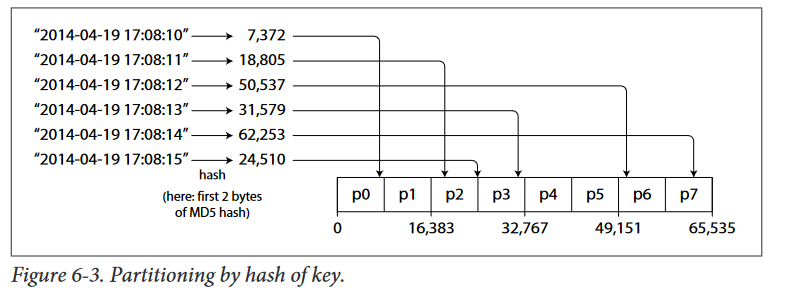 “2014-04-19 17:08:10” 7,372
“2014-04-19 17:08:11” 18,805
“2014-04-19 17:08:12” 50,537
“2014-04-19 17:08:13” 31,579
“2014-04-19 17:08:14” 62,253
“2014-04-19 17:08:15” 24,510
hash
(here: first 2 bytes
of MD5 hash)
p0 p1 p2 p3 p4 p5 p6 p7
0 16,383 32,767 49,151 65,535
Figure 6-3. Partitioning by hash of key.